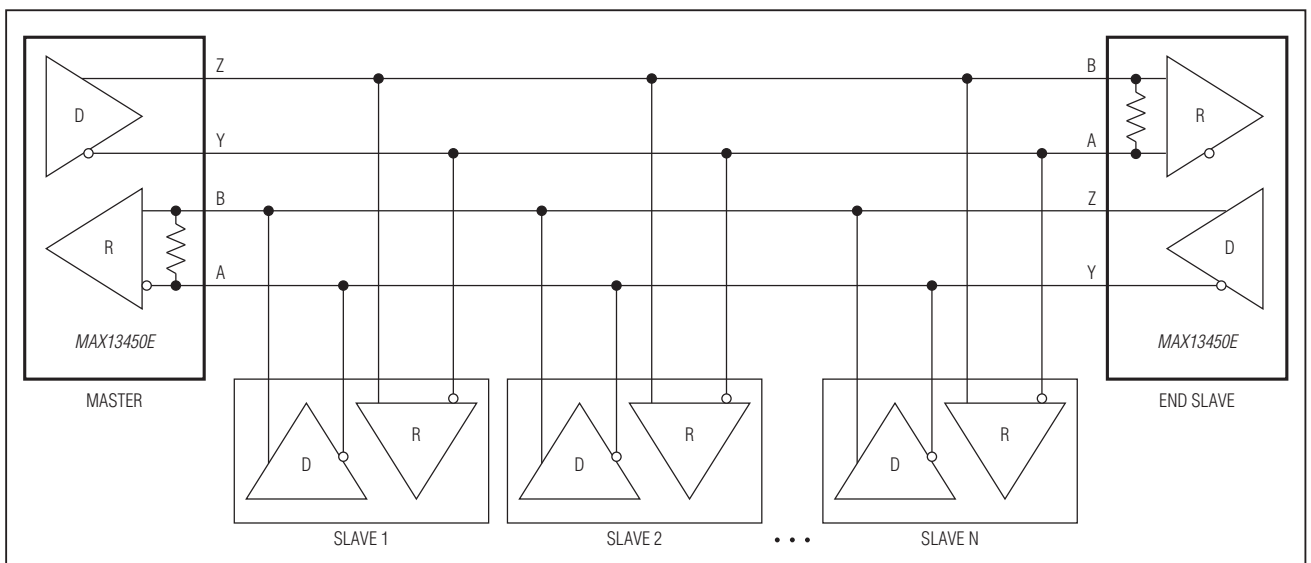 Z
B
D
R
Y
A
B
Z
R
D
A
Y
MAX13450E
MAX13450E
MASTER
END SLAVE
R
R
R
D
D
D
SLAVE 1
SLAVE 2
• • •
SLAVE N